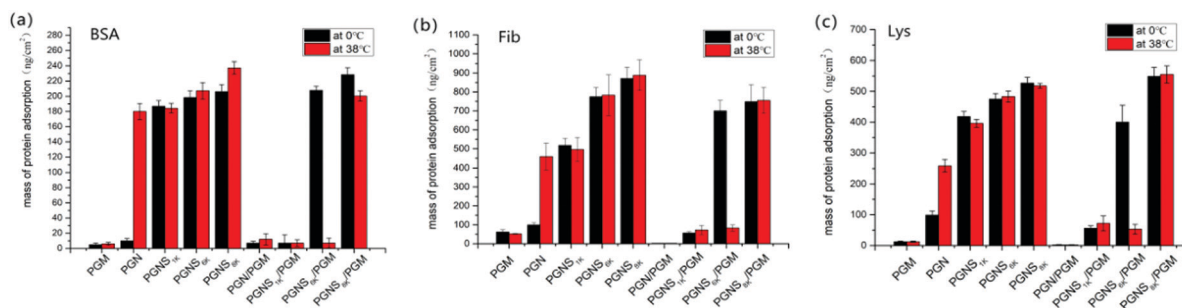 (a)
BSA
at 0℃
at 38℃
mass of protein adsorption（ng/cm²）
280
260
240
220
200
180
160
140
120
100
80
60
40
20
0
PGM
PGN
PGNS1K
PGNS6K
PGNS8K
PGN/PGM
PGNS1K/PGM
PGNS6K/PGM
PGNS8K/PGM
(b)
Fib
at 0℃
at 38℃
mass of protein adsorption（ng/cm²）
1100
1000
900
800
700
600
500
400
300
200
100
0
PGM
PGN
PGNS1K
PGNS6K
PGNS8K
PGN/PGM
PGNS1K/PGM
PGNS6K/PGM
PGNS8K/PGM
(c)
Lys
at 0℃
at 38℃
mass of protein adsorption（ng/cm²）
600
500
400
300
200
100
0
PGM
PGN
PGNS1K
PGNS6K
PGNS8K
PGN/PGM
PGNS1K/PGM
PGNS6K/PGM
PGNS8K/PGM